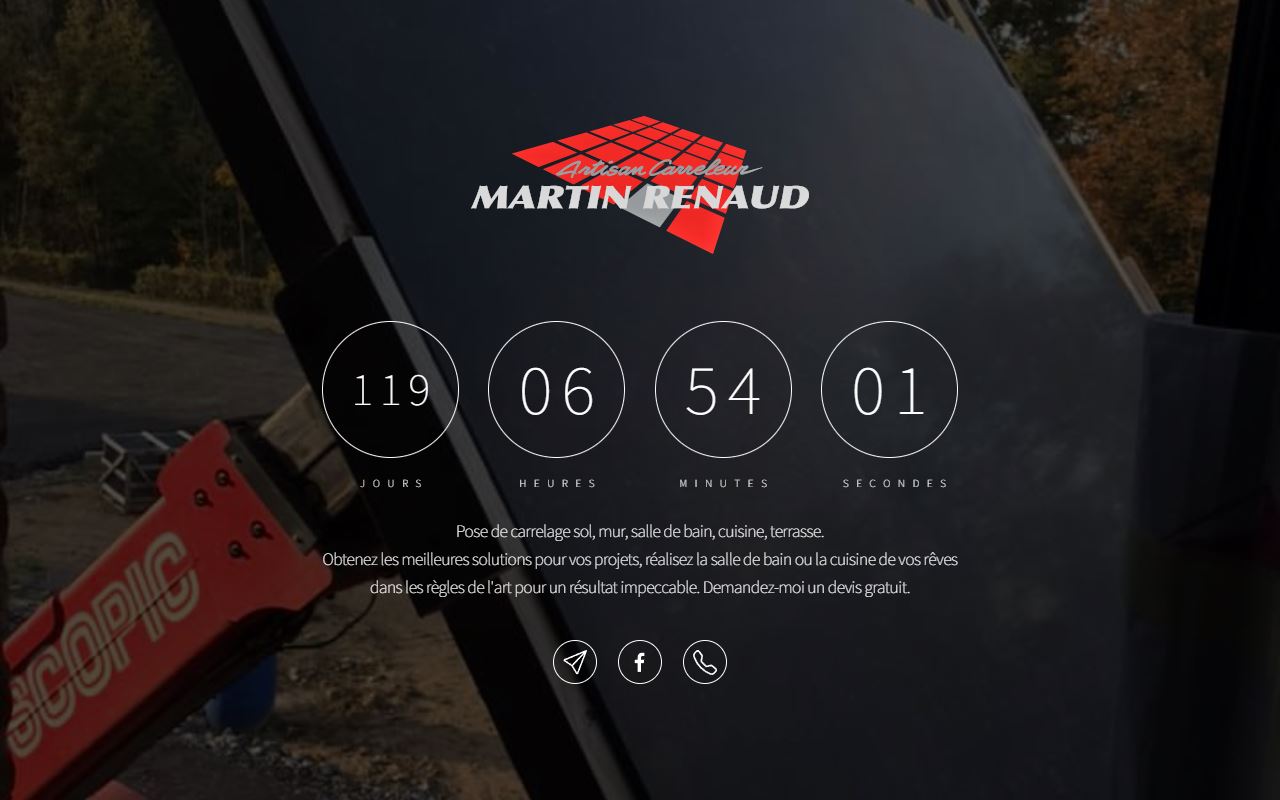 Artisan Carreleur
MARTIN RENAUD
119
06
54
01
JOURS
HEURES
MINUTES
SECONDES
Pose de carrelage sol, mur, salle de bain, cuisine, terrasse.
Obtenez les meilleures solutions pour vos projets, réalisez la salle de bain ou la cuisine de vos rêves
dans les règles de l'art pour un résultat impeccable. Demandez-moi un devis gratuit.
SCOPIC